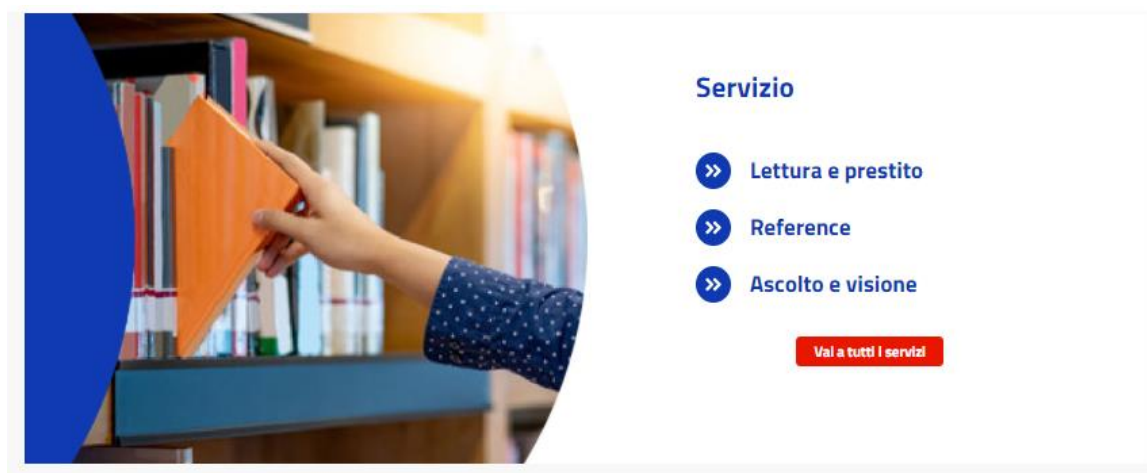 Servizio
Lettura e prestito
Reference
Ascolto e visione
Vai a tutti i servizi